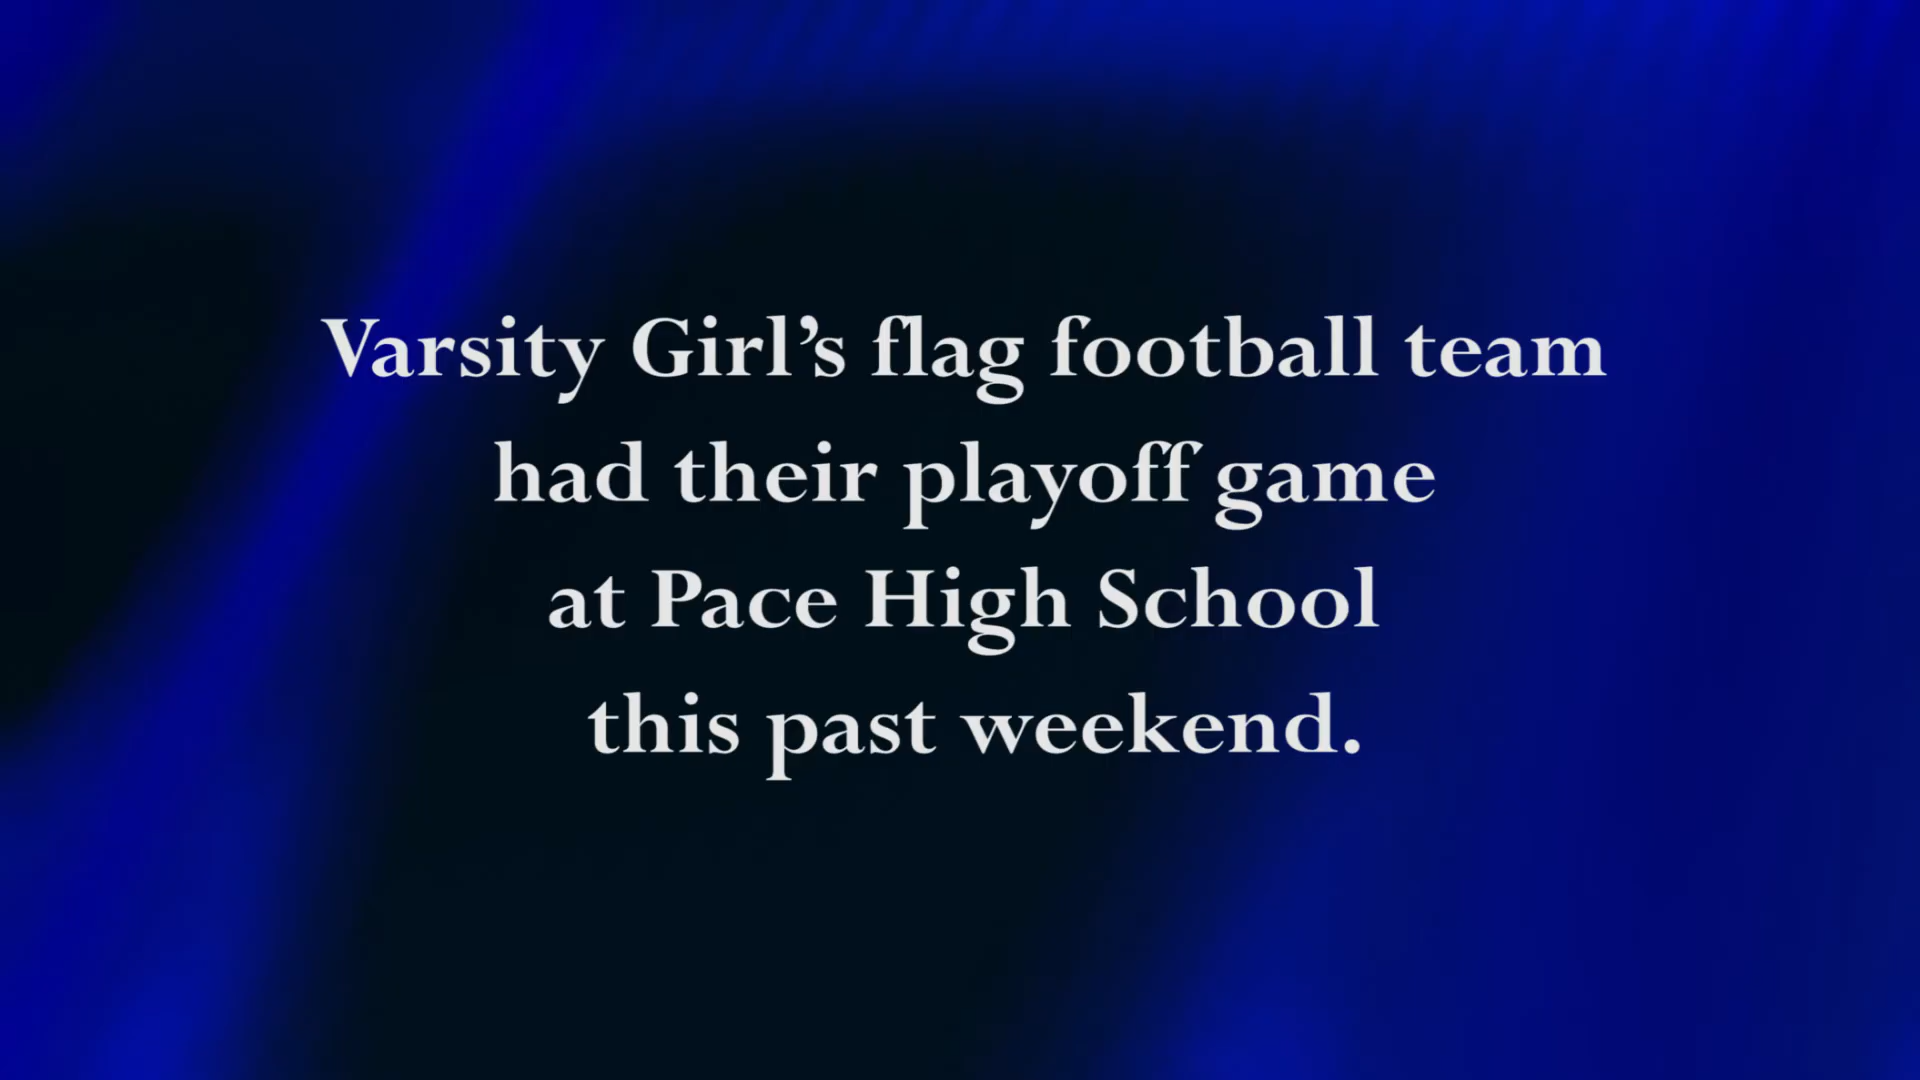 Varsity Girl’s flag football team
had their playoff game
at Pace High School
this past weekend.